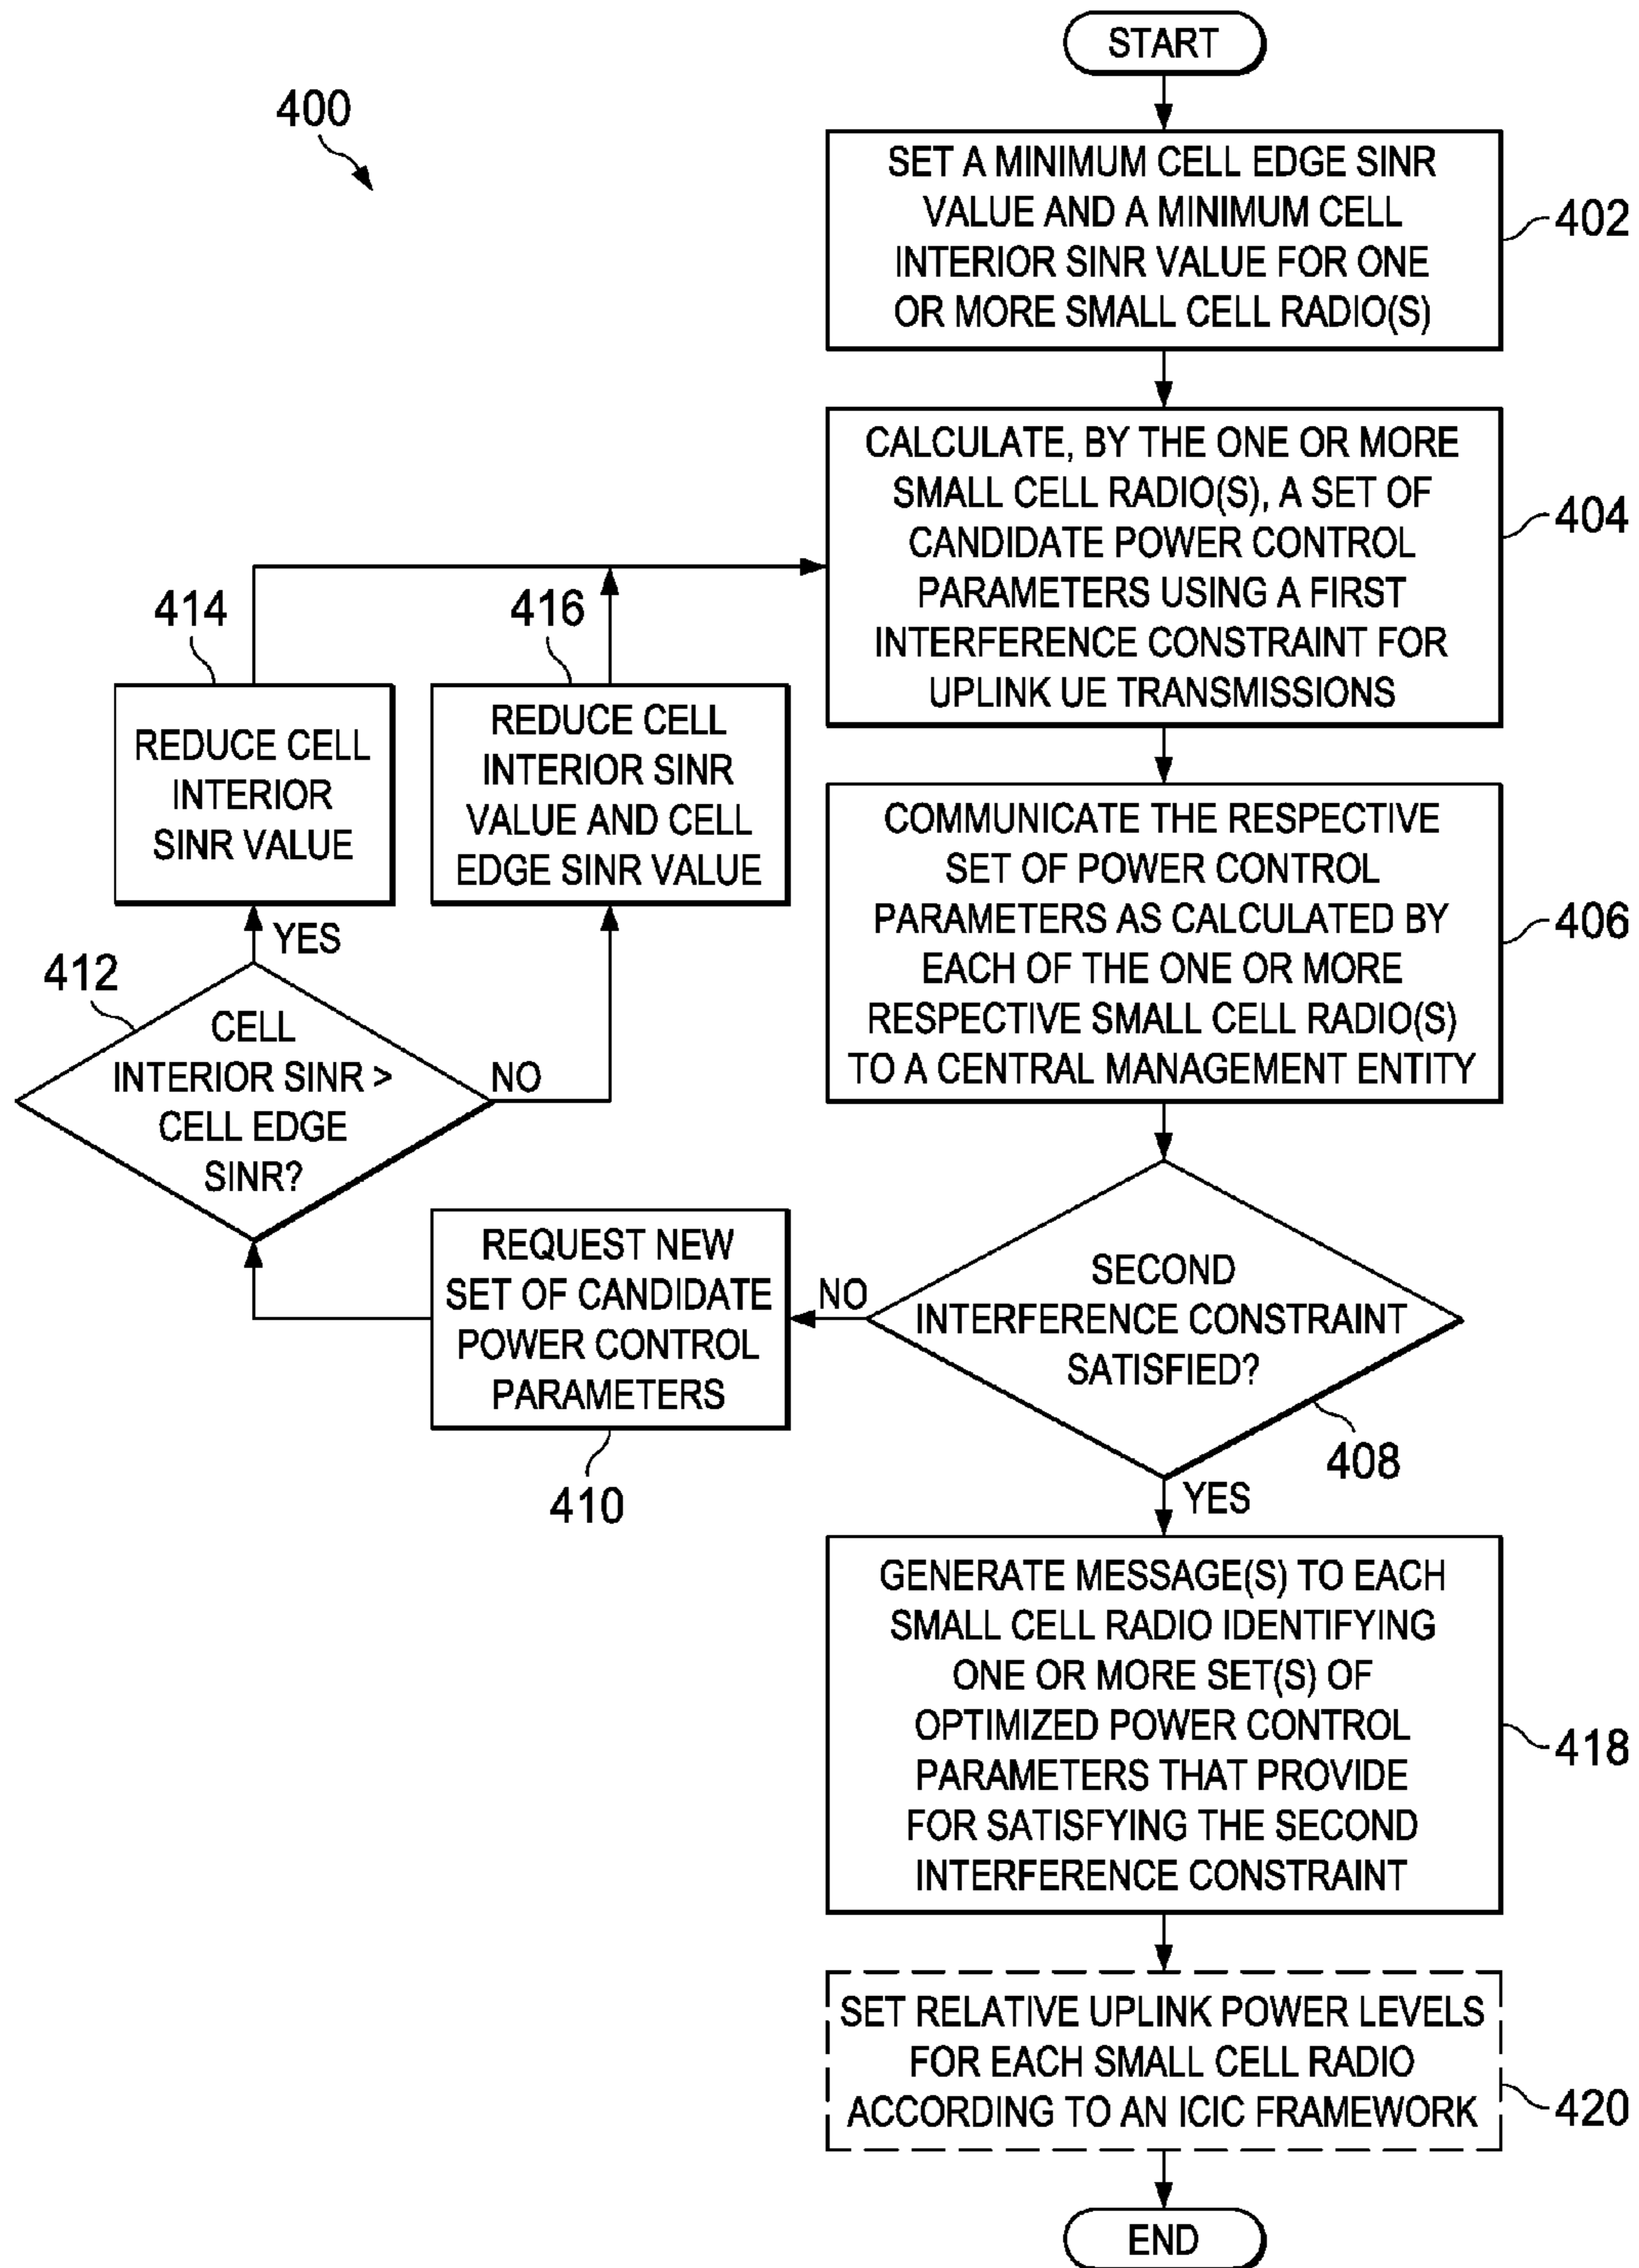 START
400
SET A MINIMUM CELL EDGE SINR
VALUE AND A MINIMUM CELL
INTERIOR SINR VALUE FOR ONE
OR MORE SMALL CELL RADIO(S)
402
CALCULATE, BY THE ONE OR MORE
SMALL CELL RADIO(S), A SET OF
CANDIDATE POWER CONTROL
PARAMETERS USING A FIRST
INTERFERENCE CONSTRAINT FOR
UPLINK UE TRANSMISSIONS
404
COMMUNICATE THE RESPECTIVE
SET OF POWER CONTROL
PARAMETERS AS CALCULATED BY
EACH OF THE ONE OR MORE
RESPECTIVE SMALL CELL RADIO(S)
TO A CENTRAL MANAGEMENT ENTITY
406
SECOND
INTERFERENCE CONSTRAINT
SATISFIED?
408
NO
REQUEST NEW
SET OF CANDIDATE
POWER CONTROL
PARAMETERS
410
412
CELL
INTERIOR SINR >
CELL EDGE
SINR?
YES
NO
414
REDUCE CELL
INTERIOR
SINR VALUE
416
REDUCE CELL
INTERIOR SINR
VALUE AND CELL
EDGE SINR VALUE
YES
GENERATE MESSAGE(S) TO EACH
SMALL CELL RADIO IDENTIFYING
ONE OR MORE SET(S) OF
OPTIMIZED POWER CONTROL
PARAMETERS THAT PROVIDE
FOR SATISFYING THE SECOND
INTERFERENCE CONSTRAINT
418
SET RELATIVE UPLINK POWER LEVELS
FOR EACH SMALL CELL RADIO
ACCORDING TO AN ICIC FRAMEWORK
420
END